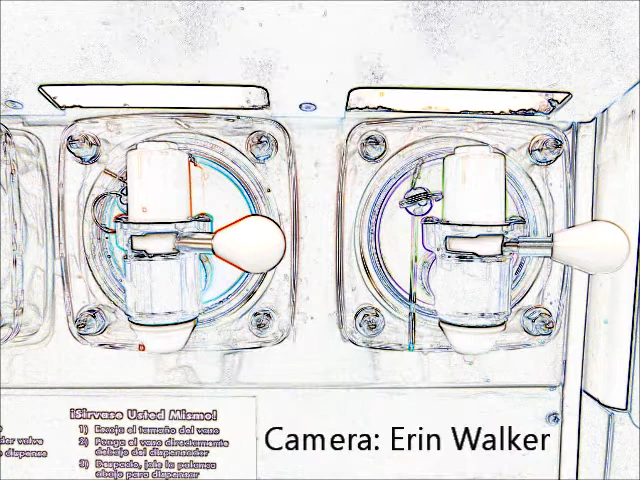 ¡Sírvase Usted Mismo!
1) Escoja el tamaño del vaso
2) Ponga el vaso directamente
debajo del dispensador
3) Despacio, jale la palanca
abajo para dispensar
der valve
o dispense
Camera: Erin Walker